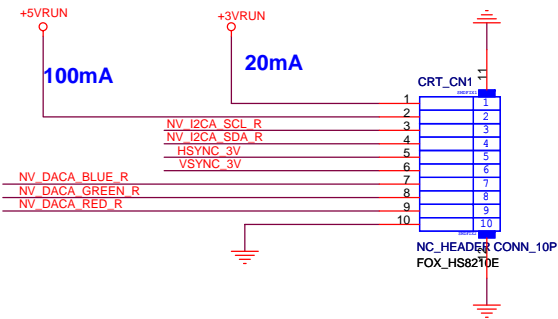 +5VRUN
+3VRUN
100mA
20mA
11
CRT_CN1
1 1
2 2
NV_I2CA_SCL_R 3 3
NV_I2CA_SDA_R 4 4
HSYNC_3V 5 5
VSYNC_3V 6 6
NV_DACA_BLUE_R 7 7
NV_DACA_GREEN_R 8 8
NV_DACA_RED_R 9 9
10 10
NC_HEADER CONN_10P
FOX_HS8210E